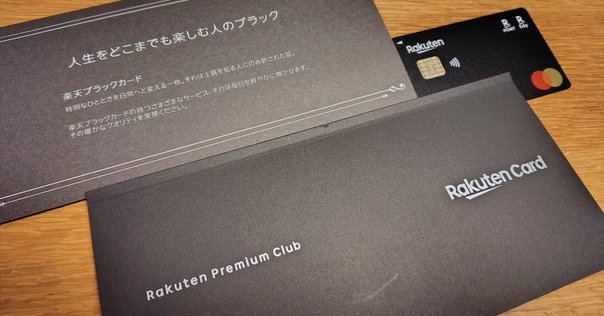 人生をどこまでも楽しむ人のブラック
楽天ブラックカード
特別なひとときを日常へと変える一枚。それは上質を知る人にのみ許された証。
楽天ブラックカードの持つさまざまなサービス、それは毎日を鮮やかに輝かせます。
その確かなクオリティを実感ください。
Rakuten
R POINT
R Edy
Rakuten Card
Rakuten Premium Club